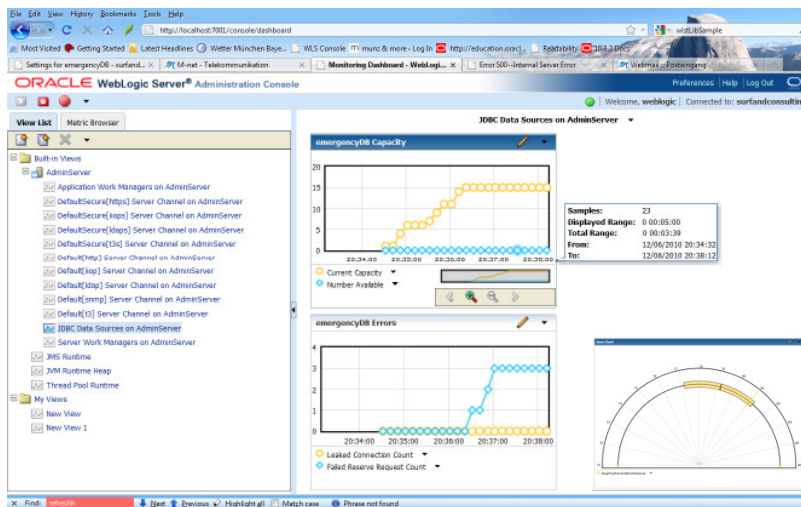 File Edit View History Bookmarks Tools Help
http://localhost:7001/console/dashboard
wlstLibSample
Most Visited Getting Started Latest Headlines Wetter München Baye... WLS Console munz & more - Log In http://education.oracl... Readability 10.3.2 Docs
Settings for emergencyDB - surfand... M-net - Telekommunikation Monitoring Dashboard - WebLogi... Error 500--Internal Server Error Webmail :: Posteingang
ORACLE WebLogic Server® Administration Console
Preferences Help Log Out
Welcome, weblogic Connected to: surfandconsultin
View List Metric Browser
JDBC Data Sources on AdminServer
Built-in Views
AdminServer
Application Work Managers on AdminServer
DefaultSecure[https] Server Channel on AdminServer
DefaultSecure[iiops] Server Channel on AdminServer
DefaultSecure[ldaps] Server Channel on AdminServer
DefaultSecure[t3s] Server Channel on AdminServer
Default[http] Server Channel on AdminServer
Default[iiop] Server Channel on AdminServer
Default[ldap] Server Channel on AdminServer
Default[snmp] Server Channel on AdminServer
Default[t3] Server Channel on AdminServer
JDBC Data Sources on AdminServer
Server Work Managers on AdminServer
JMS Runtime
JVM Runtime Heap
Thread Pool Runtime
My Views
New View
New View 1
emergencyDB Capacity
20
15
10
5
0
20:34:00 20:35:00 20:36:00 20:37:00 20:38:00
Current Capacity
Number Available
Samples: 23
Displayed Range: 0 00:05:00
Total Range: 0 00:03:39
From: 12/06/2010 20:34:32
To: 12/06/2010 20:38:12
emergencyDB Errors
4
3
2
1
0
20:34:00 20:35:00 20:36:00 20:37:00 20:38:00
Leaked Connection Count
Failed Reserve Request Count
New Chart
Find: refreshh Next Previous Highlight all Match case Phrase not found